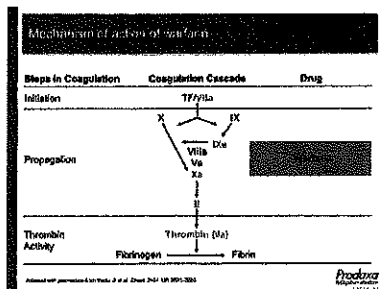 Mechanism of action of warfarin
Steps in Coagulation Coagulation Cascade Drug
Initiation TF/VIIa
X IX
IXa
VIIIa
Va
Propagation
Xa
II
Thrombin Activity Thrombin (IIa)
Fibrinogen Fibrin
Pradaxa